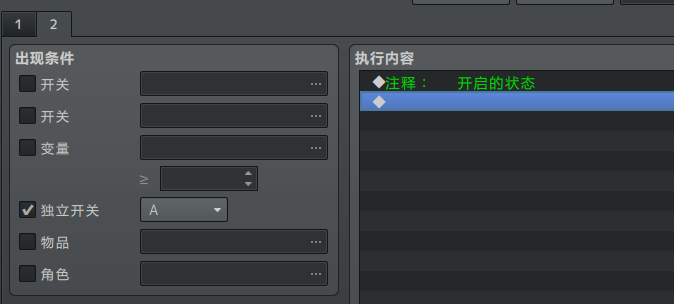 1 2
出现条件
开关 ...
开关 ...
变量 ...
≥
独立开关 A
物品 ...
角色 ...
执行内容
◆注释： 开启的状态
◆